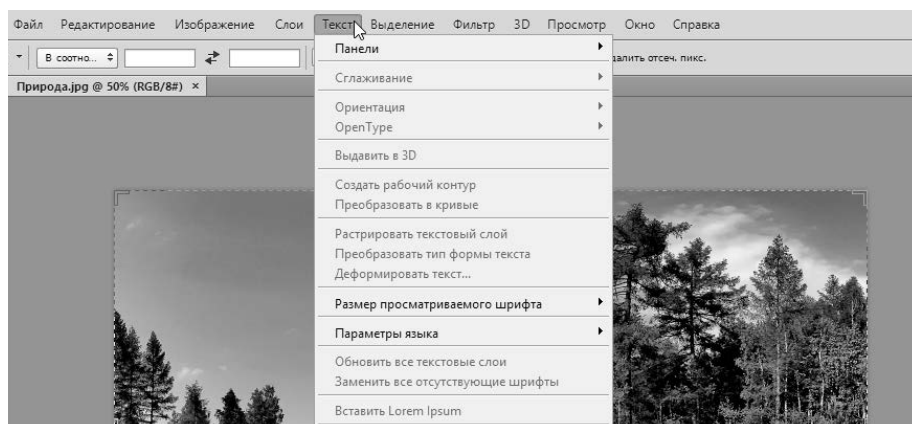 Файл Редактирование Изображение Слои Текст Выделение Фильтр 3D Просмотр Окно Справка
В соотно...
далить отсеч. пикс.
Природа.jpg @ 50% (RGB/8#) ×
Панели
Сглаживание
Ориентация
OpenType
Выдавить в 3D
Создать рабочий контур
Преобразовать в кривые
Растрировать текстовый слой
Преобразовать тип формы текста
Деформировать текст...
Размер просматриваемого шрифта
Параметры языка
Обновить все текстовые слои
Заменить все отсутствующие шрифты
Вставить Lorem Ipsum